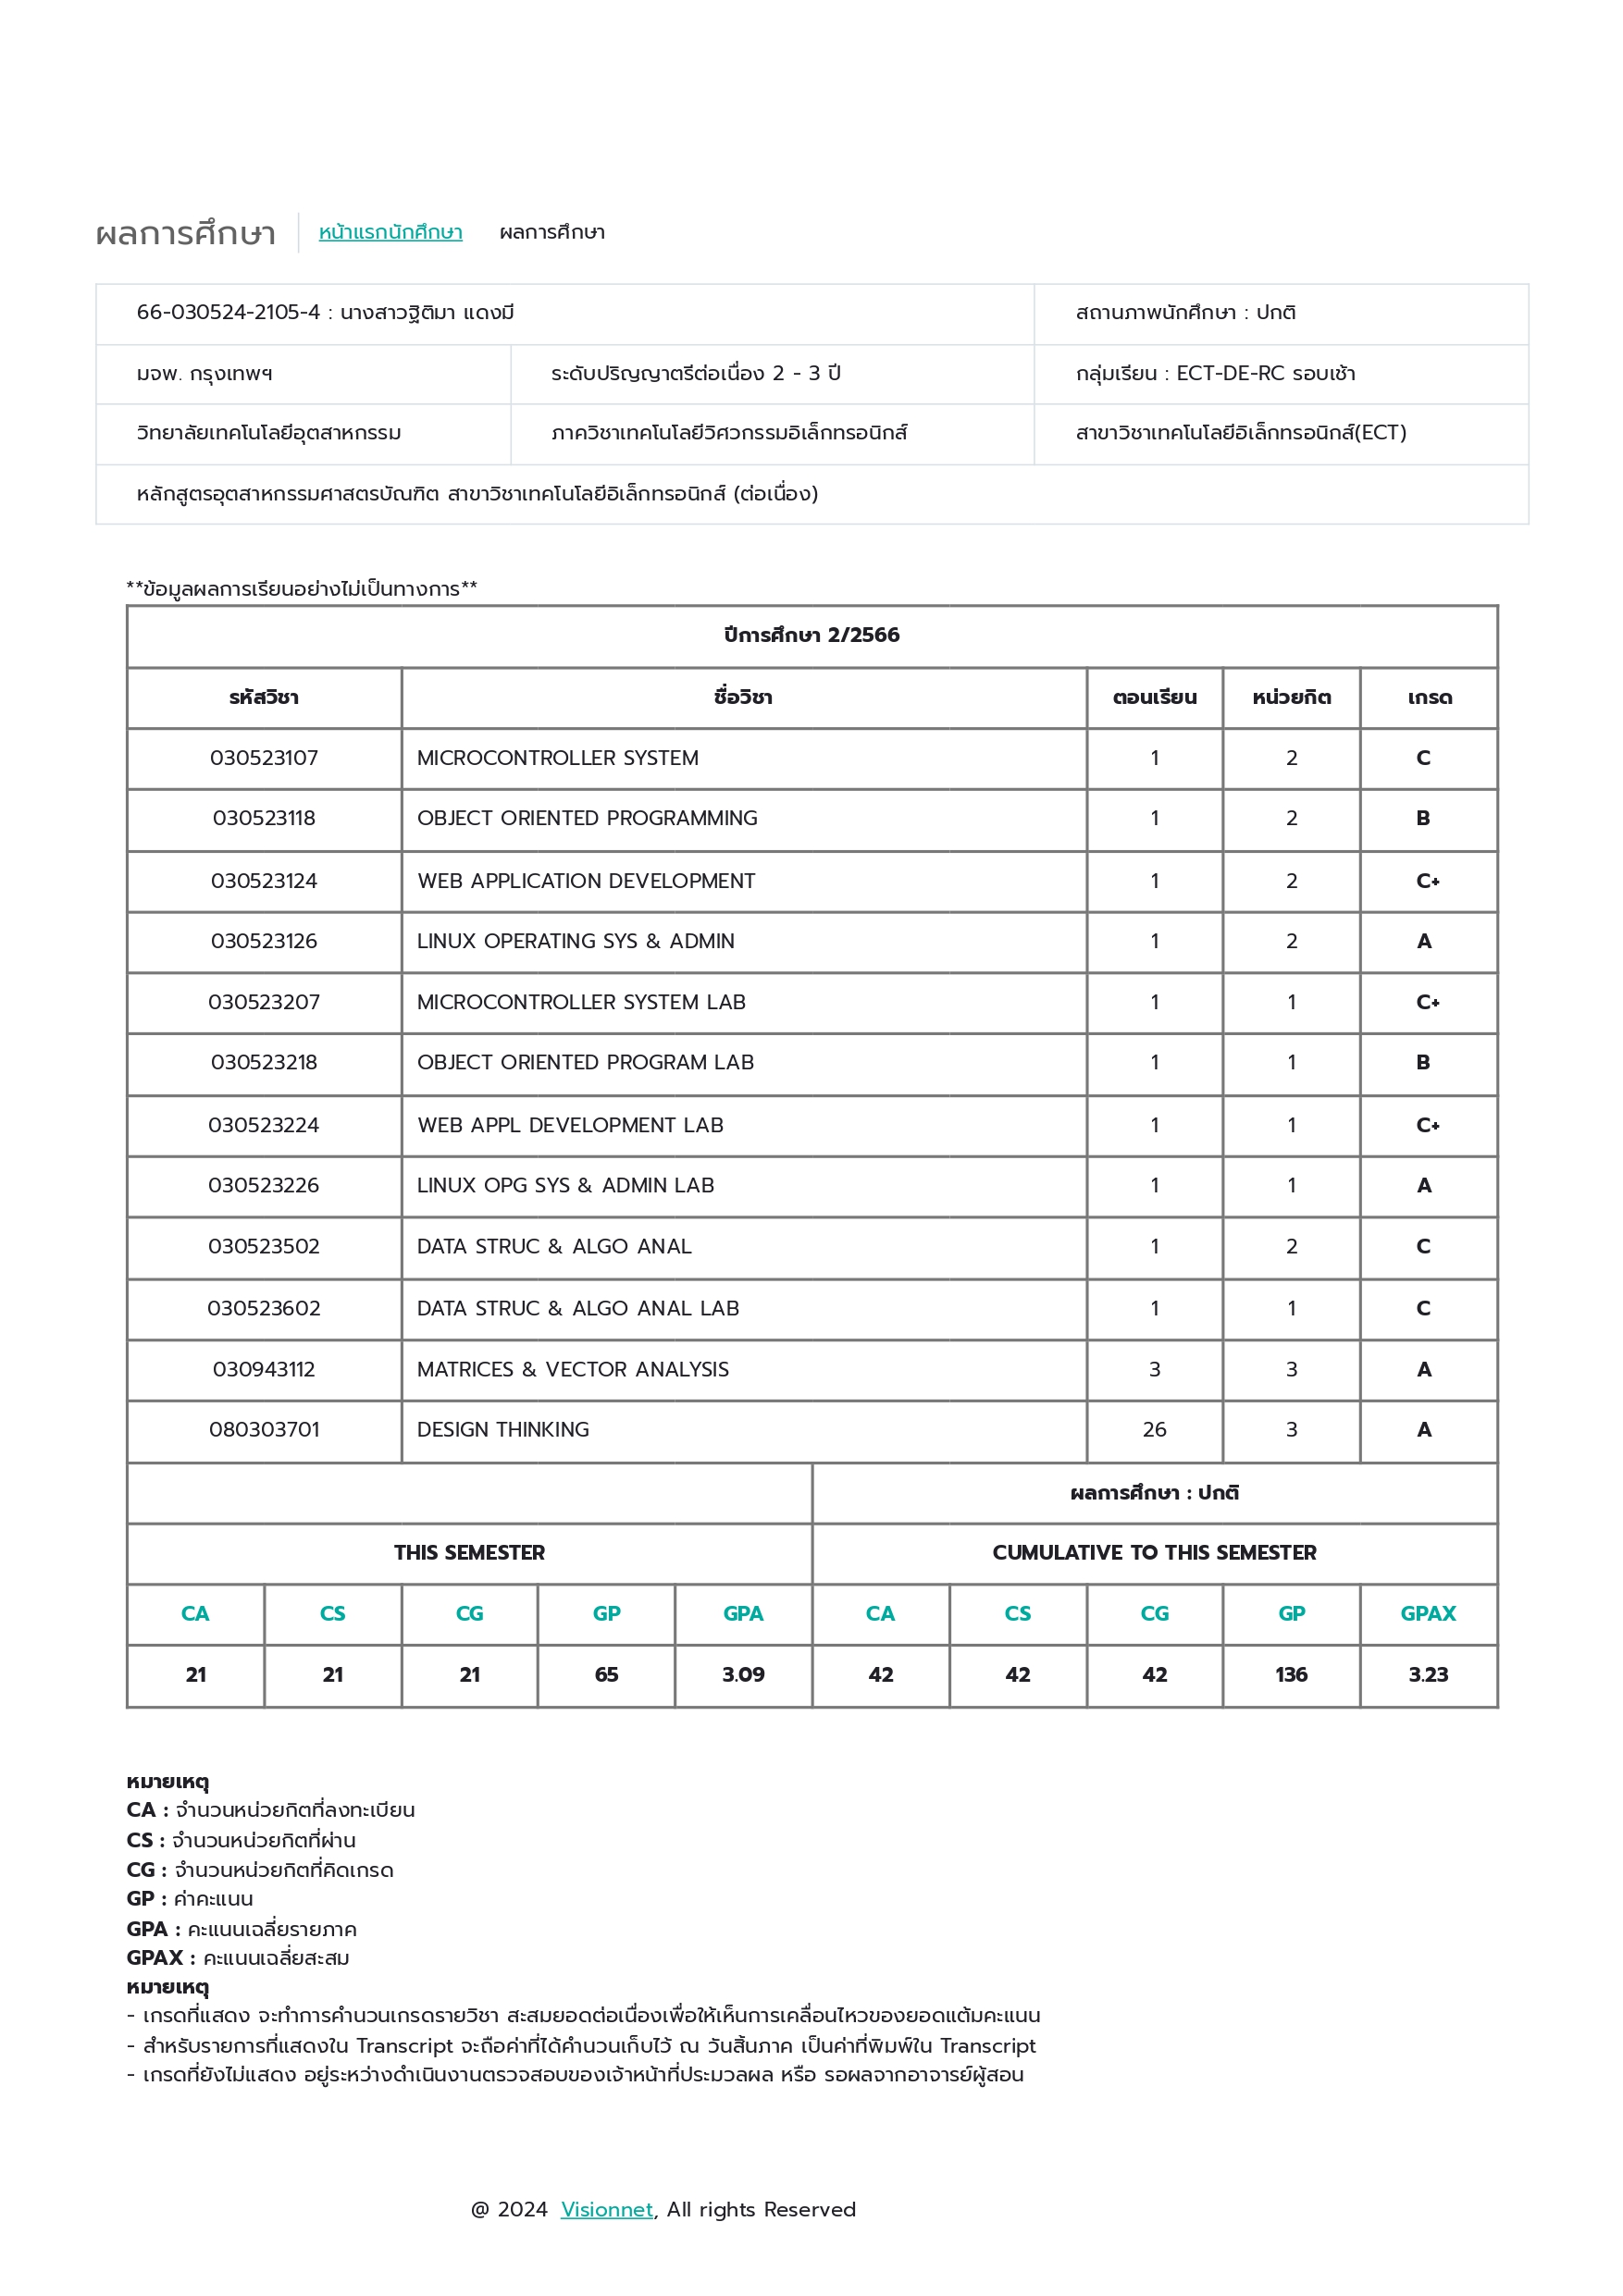 ผลการศึกษา หน้าแรกนักศึกษา ผลการศึกษา
66-030524-2105-4 : นางสาวฐิติมา แดงมี สถานภาพนักศึกษา : ปกติ
มจพ. กรุงเทพฯ ระดับปริญญาตรีต่อเนื่อง 2 - 3 ปี กลุ่มเรียน : ECT-DE-RC รอบเช้า
วิทยาลัยเทคโนโลยีอุตสาหกรรม ภาควิชาเทคโนโลยีวิศวกรรมอิเล็กทรอนิกส์ สาขาวิชาเทคโนโลยีอิเล็กทรอนิกส์(ECT)
หลักสูตรอุตสาหกรรมศาสตรบัณฑิต สาขาวิชาเทคโนโลยีอิเล็กทรอนิกส์ (ต่อเนื่อง)
**ข้อมูลผลการเรียนอย่างไม่เป็นทางการ**
ปีการศึกษา 2/2566
รหัสวิชา ชื่อวิชา ตอนเรียน หน่วยกิต เกรด
030523107 MICROCONTROLLER SYSTEM 1 2 C
030523118 OBJECT ORIENTED PROGRAMMING 1 2 B
030523124 WEB APPLICATION DEVELOPMENT 1 2 C+
030523126 LINUX OPERATING SYS & ADMIN 1 2 A
030523207 MICROCONTROLLER SYSTEM LAB 1 1 C+
030523218 OBJECT ORIENTED PROGRAM LAB 1 1 B
030523224 WEB APPL DEVELOPMENT LAB 1 1 C+
030523226 LINUX OPG SYS & ADMIN LAB 1 1 A
030523502 DATA STRUC & ALGO ANAL 1 2 C
030523602 DATA STRUC & ALGO ANAL LAB 1 1 C
030943112 MATRICES & VECTOR ANALYSIS 3 3 A
080303701 DESIGN THINKING 26 3 A
ผลการศึกษา : ปกติ
THIS SEMESTER CUMULATIVE TO THIS SEMESTER
CA CS CG GP GPA CA CS CG GP GPAX
21 21 21 65 3.09 42 42 42 136 3.23
หมายเหตุ
CA : จำนวนหน่วยกิตที่ลงทะเบียน
CS : จำนวนหน่วยกิตที่ผ่าน
CG : จำนวนหน่วยกิตที่คิดเกรด
GP : ค่าคะแนน
GPA : คะแนนเฉลี่ยรายภาค
GPAX : คะแนนเฉลี่ยสะสม
หมายเหตุ
- เกรดที่แสดง จะทำการคำนวนเกรดรายวิชา สะสมยอดต่อเนื่องเพื่อให้เห็นการเคลื่อนไหวของยอดแต้มคะแนน
- สำหรับรายการที่แสดงใน Transcript จะถือค่าที่ได้คำนวนเก็บไว้ ณ วันสิ้นภาค เป็นค่าที่พิมพ์ใน Transcript
- เกรดที่ยังไม่แสดง อยู่ระหว่างดำเนินงานตรวจสอบของเจ้าหน้าที่ประมวลผล หรือ รอผลจากอาจารย์ผู้สอน
@ 2024 Visionnet, All rights Reserved